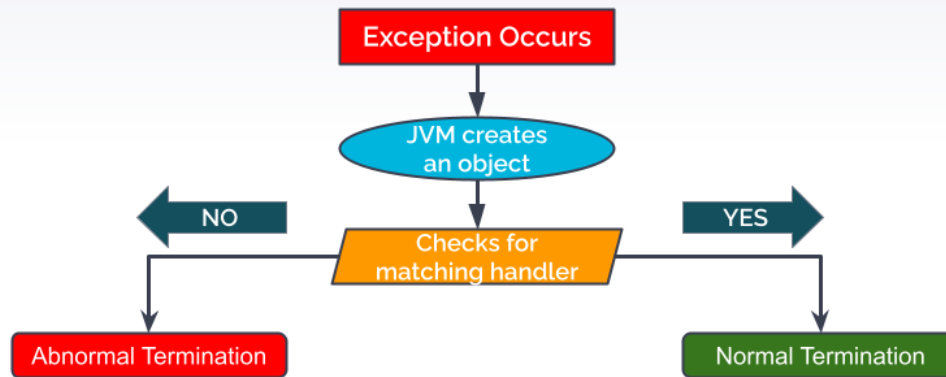 Exception Occurs
JVM creates
an object
NO
YES
Checks for
matching handler
Abnormal Termination
Normal Termination